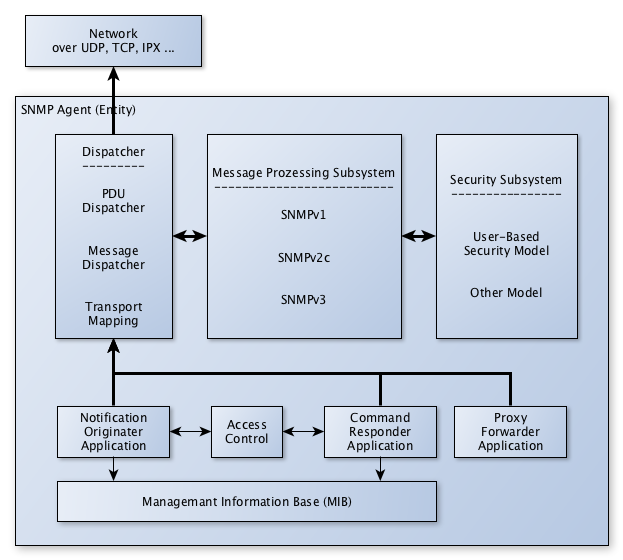 Network
over UDP, TCP, IPX ...
SNMP Agent (Entity)
Dispatcher
---------
PDU
Dispatcher
Message
Dispatcher
Transport
Mapping
Message Prozessing Subsystem
-------------------------
SNMPv1
SNMPv2c
SNMPv3
Security Subsystem
---------------
User-Based
Security Model
Other Model
Notification
Originater
Application
Access
Control
Command
Responder
Application
Proxy
Forwarder
Application
Managemant Information Base (MIB)